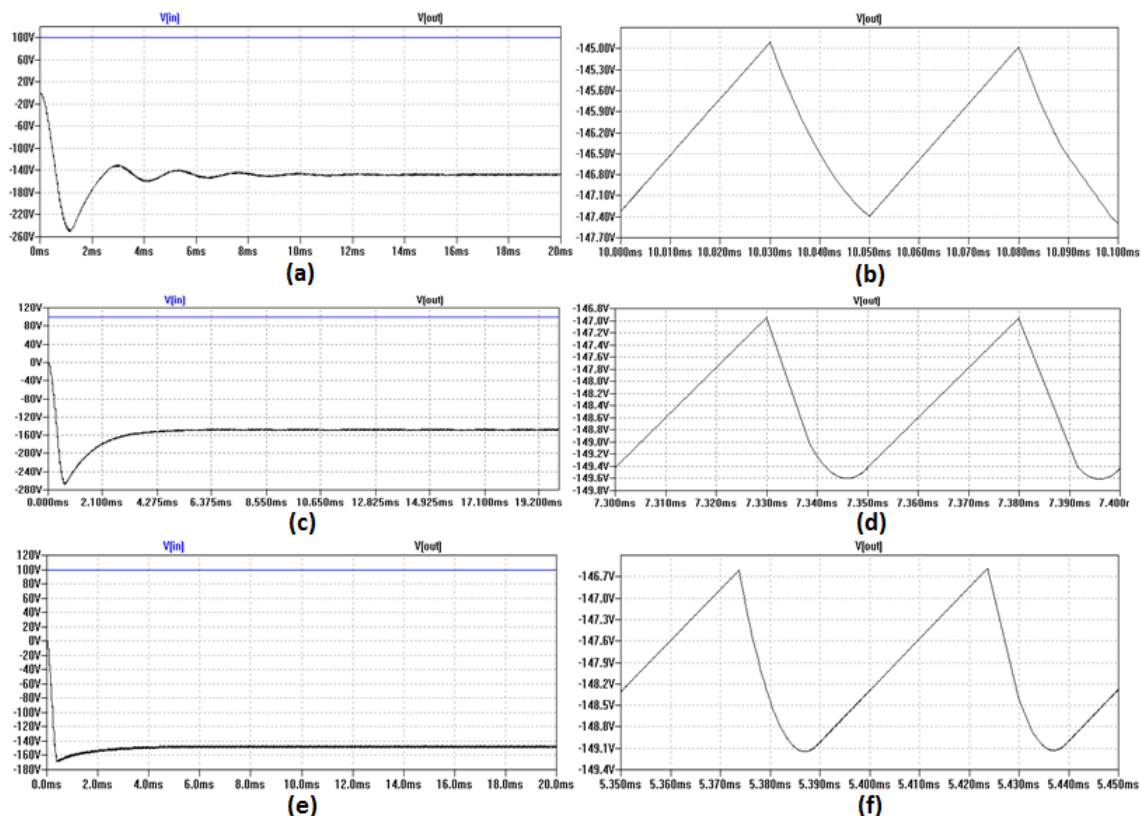 V[in] V[out]
100V
60V
20V
-20V
-60V
-100V
-140V
-180V
-220V
-260V
0ms 2ms 4ms 6ms 8ms 10ms 12ms 14ms 16ms 18ms 20ms
(a)
V[out]
-145.00V
-145.30V
-145.60V
-145.90V
-146.20V
-146.50V
-146.80V
-147.10V
-147.40V
-147.70V
10.000ms 10.010ms 10.020ms 10.030ms 10.040ms 10.050ms 10.060ms 10.070ms 10.080ms 10.090ms 10.100ms
(b)
V[in] V[out]
120V
80V
40V
0V
-40V
-80V
-120V
-160V
-200V
-240V
-280V
0.000ms 2.100ms 4.275ms 6.375ms 8.550ms 10.650ms 12.825ms 14.925ms 17.100ms 19.200ms
(c)
V[out]
-146.8V
-147.0V
-147.2V
-147.4V
-147.6V
-147.8V
-148.0V
-148.2V
-148.4V
-148.6V
-148.8V
-149.0V
-149.2V
-149.4V
-149.6V
-149.8V
7.300ms 7.310ms 7.320ms 7.330ms 7.340ms 7.350ms 7.360ms 7.370ms 7.380ms 7.390ms 7.400ms
(d)
V[in] V[out]
120V
100V
80V
60V
40V
20V
0V
-20V
-40V
-60V
-80V
-100V
-120V
-140V
-160V
-180V
0.0ms 2.0ms 4.0ms 6.0ms 8.0ms 10.0ms 12.0ms 14.0ms 16.0ms 18.0ms 20.0ms
(e)
V[out]
-146.7V
-147.0V
-147.3V
-147.6V
-147.9V
-148.2V
-148.5V
-148.8V
-149.1V
-149.4V
5.350ms 5.360ms 5.370ms 5.380ms 5.390ms 5.400ms 5.410ms 5.420ms 5.430ms 5.440ms 5.450ms
(f)